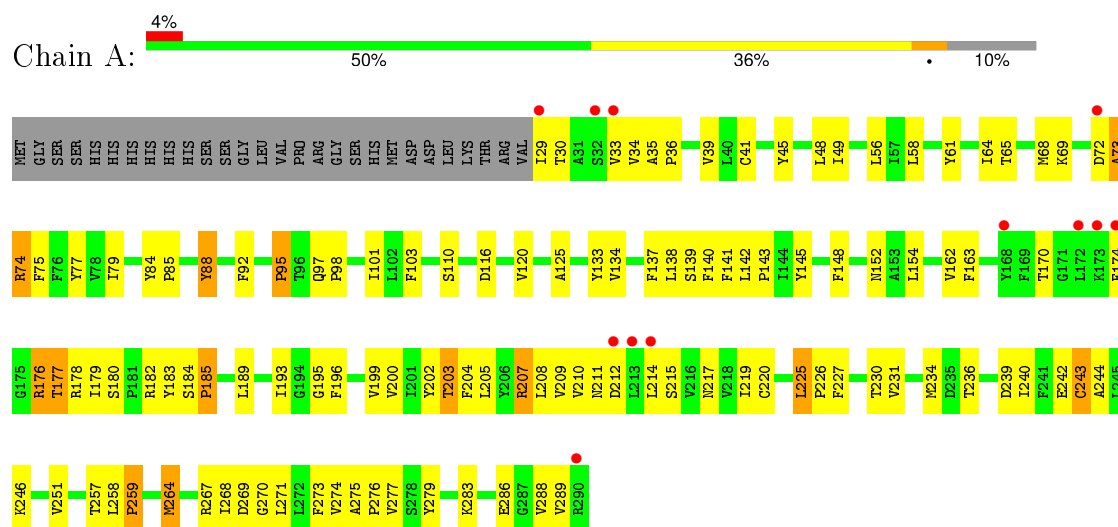 4%
Chain A:
50% 36% • 10%
MET GLY SER SER HIS HIS HIS HIS HIS HIS SER SER GLY LEU VAL PRO ARG GLY SER HIS MET ASP ASP LEU LYS THR ARG VAL I29 T30 A31 S32 V33 V34 A35 P36 V39 L40 C41 Y45 L48 I49 L56 I57 L58 Y61 I64 T65 M68 K69 D72 A73
R74 F75 F76 Y77 V78 I79 Y84 P85 Y88 F92 P95 T96 Q97 P98 I101 L102 F103 S110 D116 V120 A125 Y133 V134 F137 L138 S139 F140 F141 L142 P143 I144 Y145 F148 N152 A153 L154 V162 F163 Y168 F169 T170 G171 L172 K173 E174
G175 R176 T177 R178 I179 S180 P181 R182 Y183 S184 P185 L189 I193 G194 G195 F196 V199 V200 I201 Y202 T203 F204 L205 Y206 R207 L208 V209 V210 N211 D212 L213 L214 S215 V216 N217 V218 I219 C220 L225 P226 F227 T230 V231 M234 D235 T236 D239 I240 F241 E242 C243 A244 L245
K246 V251 T257 L258 P259 M264 R267 I268 D269 G270 L271 L272 F273 V274 A275 P276 V277 S278 Y279 K283 E286 G287 V288 V289 R290